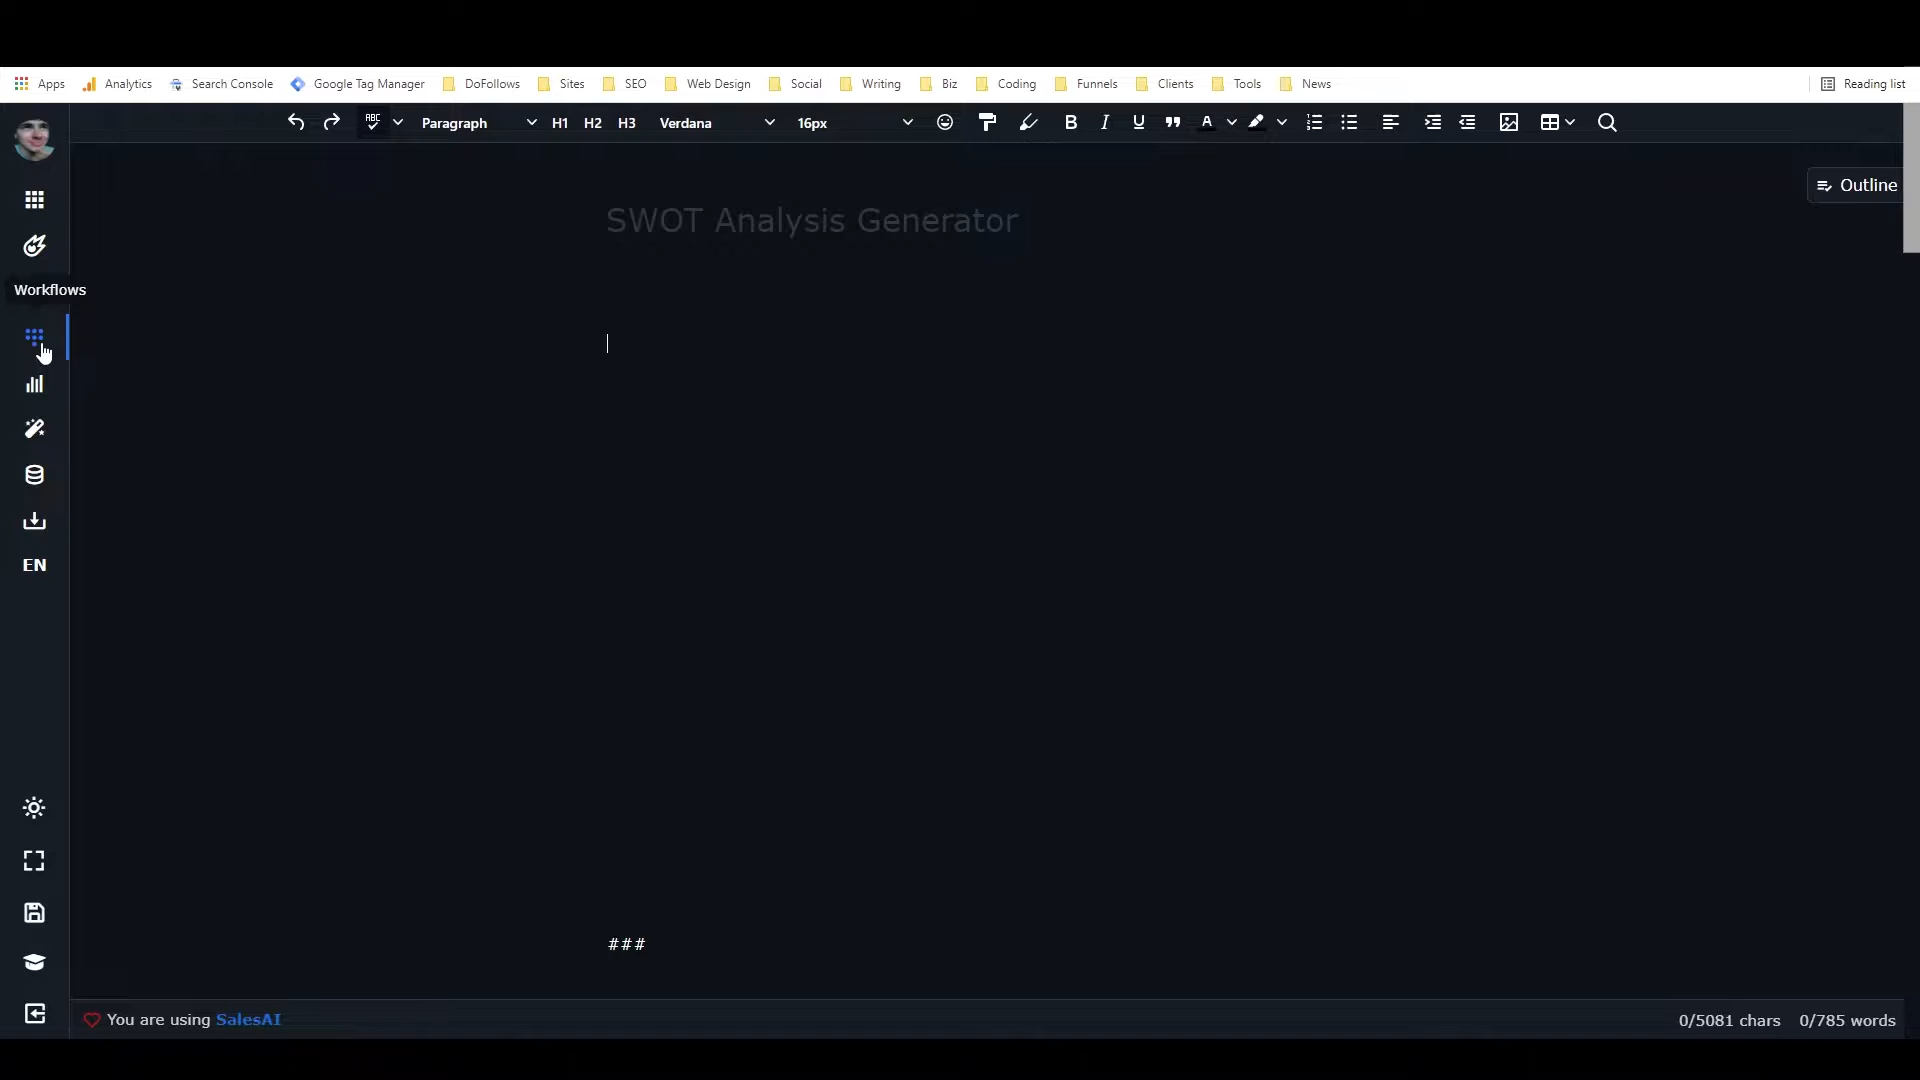 Apps Analytics Search Console Google Tag Manager DoFollows Sites SEO Web Design Social Writing Biz Coding Funnels Clients Tools News Reading list
ABC Paragraph H1 H2 H3 Verdana 16px B I U A
Outline
SWOT Analysis Generator
Workflows
EN
###
You are using SalesAI 0/5081 chars 0/785 words